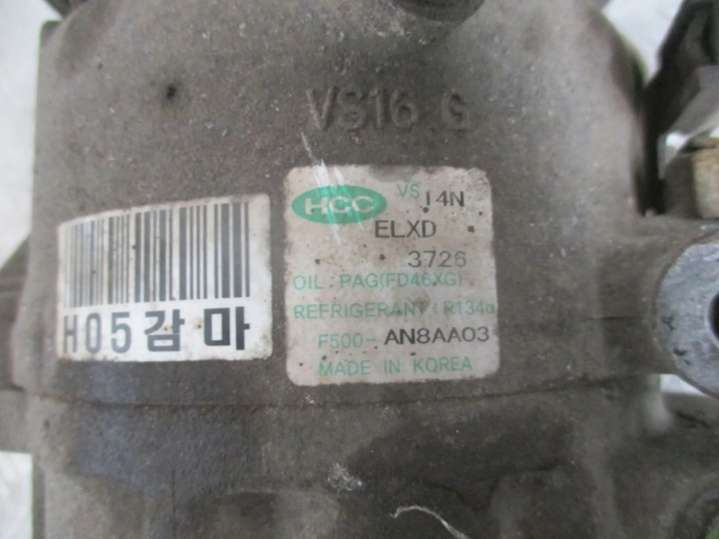 VS16 G
HCC VS 14N
ELXD
3726
OIL : PAG(FD46XG)
REFRIGERANT : R134a
F500-AN8AA03
MADE IN KOREA
H05감마